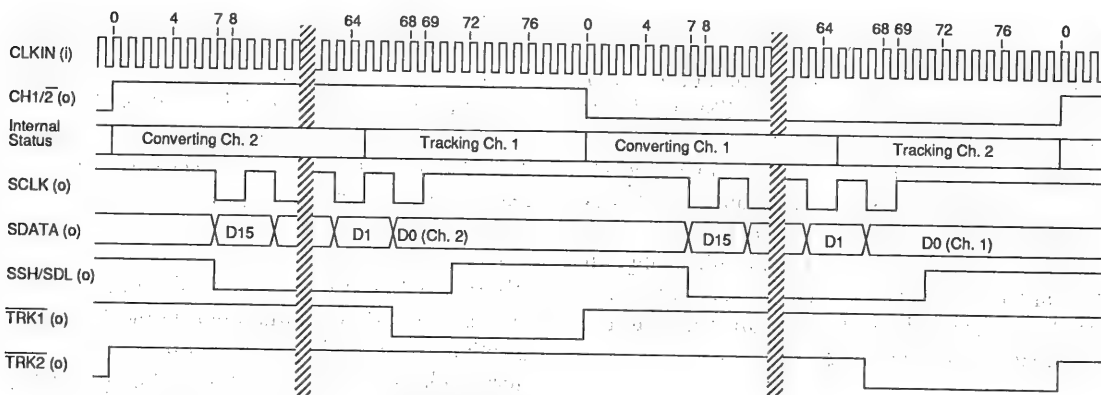 0 4 7 8 64 68 69 72 76 0 4 7 8 64 68 69 72 76 0
CLKIN (i)
CH1/2̅ (o)
Internal
Status
Converting Ch. 2 Tracking Ch. 1 Converting Ch. 1 Tracking Ch. 2
SCLK (o)
SDATA (o) D15 D1 D0 (Ch. 2) D15 D1 D0 (Ch. 1)
SSH/SDL (o)
T̅R̅K̅1̅ (o)
T̅R̅K̅2̅ (o)